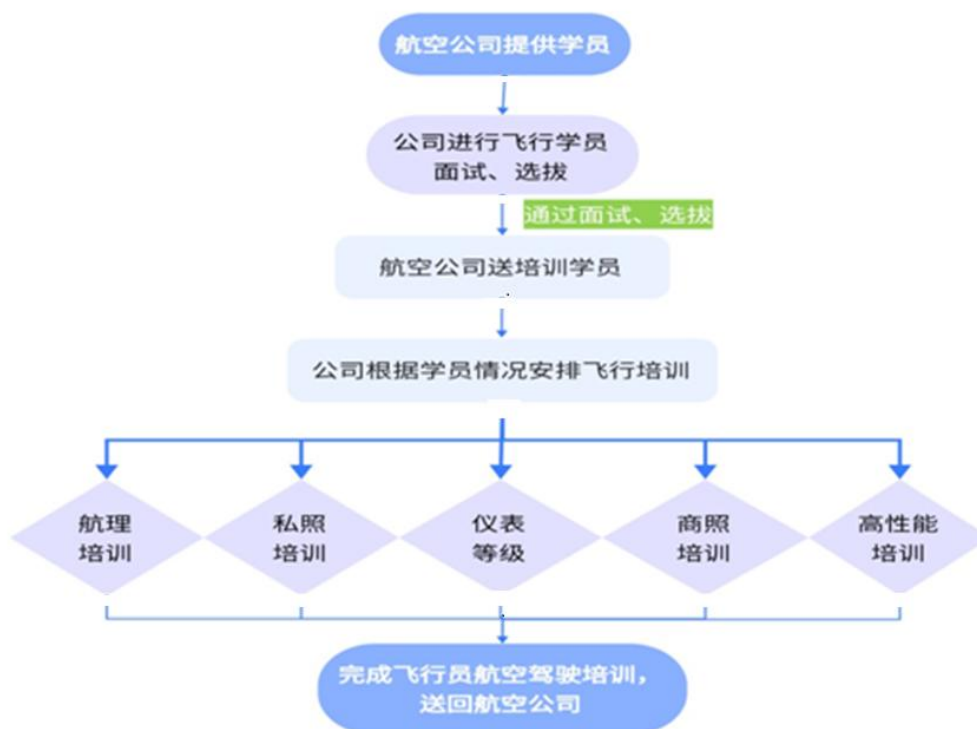 航空公司提供学员
公司进行飞行学员
面试、选拔
通过面试、选拔
航空公司送培训学员
公司根据学员情况安排飞行培训
航理
培训
私照
培训
仪表
等级
商照
培训
高性能
培训
完成飞行员航空驾驶培训，
送回航空公司